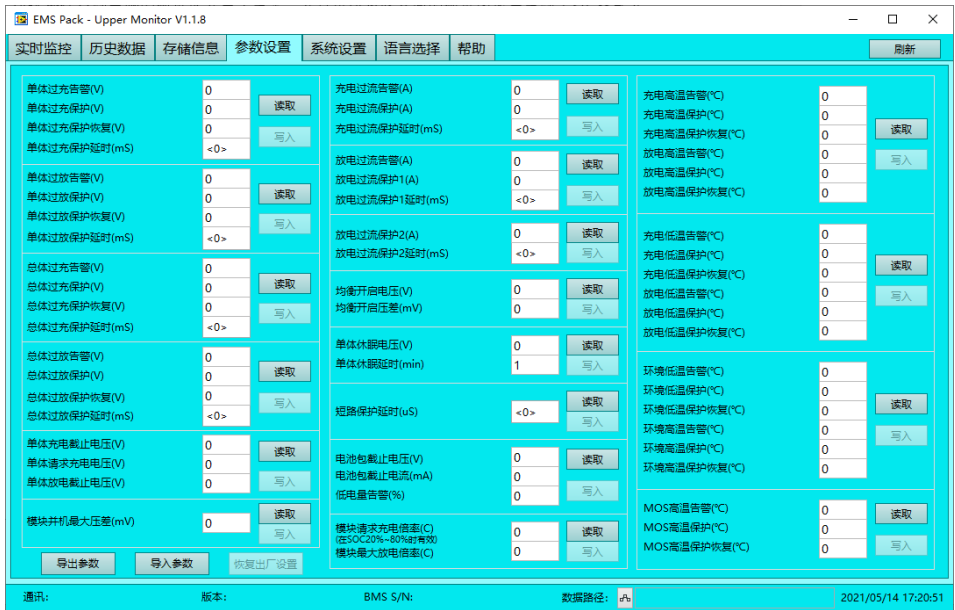 EMS Pack - Upper Monitor V1.1.8
实时监控 历史数据 存储信息 参数设置 系统设置 语言选择 帮助 刷新
单体过充告警(V) 0
单体过充保护(V) 0 读取
单体过充保护恢复(V) 0 写入
单体过充保护延时(mS) <0>
单体过放告警(V) 0
单体过放保护(V) 0 读取
单体过放保护恢复(V) 0 写入
单体过放保护延时(mS) <0>
总体过充告警(V) 0
总体过充保护(V) 0 读取
总体过充保护恢复(V) 0 写入
总体过充保护延时(mS) <0>
总体过放告警(V) 0
总体过放保护(V) 0 读取
总体过放保护恢复(V) 0 写入
总体过放保护延时(mS) <0>
单体充电截止电压(V) 0 读取
单体请求充电电压(V) 0
单体放电截止电压(V) 0 写入
模块并机最大压差(mV) 0 读取
写入
导出参数 导入参数 恢复出厂设置
充电过流告警(A) 0 读取
充电过流保护(A) 0
充电过流保护延时(mS) <0> 写入
放电过流告警(A) 0 读取
放电过流保护1(A) 0
放电过流保护1延时(mS) <0> 写入
放电过流保护2(A) 0 读取
放电过流保护2延时(mS) <0> 写入
均衡开启电压(V) 0 读取
均衡开启压差(mV) 0 写入
单体休眠电压(V) 0 读取
单体休眠延时(min) 1 写入
短路保护延时(uS) <0> 读取
写入
电池包截止电压(V) 0 读取
电池包截止电流(mA) 0
低电量告警(%) 0 写入
模块请求充电倍率(C) 0 读取
(在SOC20%~80%时有效)
模块最大放电倍率(C) 0 写入
充电高温告警(℃) 0
充电高温保护(℃) 0
充电高温保护恢复(℃) 0 读取
放电高温告警(℃) 0 写入
放电高温保护(℃) 0
放电高温保护恢复(℃) 0
充电低温告警(℃) 0
充电低温保护(℃) 0 读取
充电低温保护恢复(℃) 0
放电低温告警(℃) 0 写入
放电低温保护(℃) 0
放电低温保护恢复(℃) 0
环境低温告警(℃) 0
环境低温保护(℃) 0
环境低温保护恢复(℃) 0 读取
环境高温告警(℃) 0 写入
环境高温保护(℃) 0
环境高温保护恢复(℃) 0
MOS高温告警(℃) 0 读取
MOS高温保护(℃) 0
MOS高温保护恢复(℃) 0 写入
通讯: 版本: BMS S/N: 数据路径: 2021/05/14 17:20:51